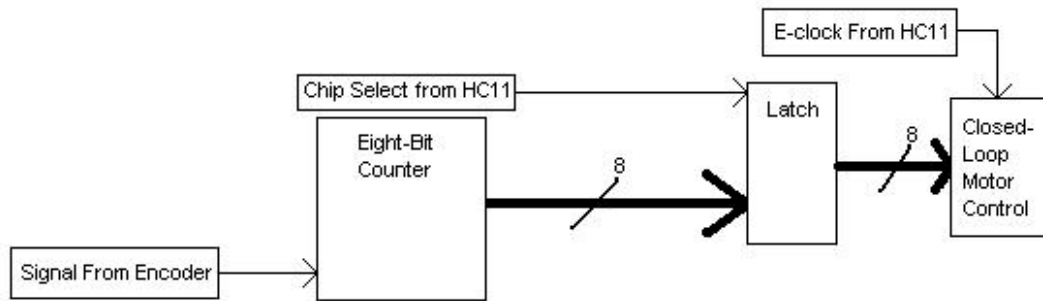 E-clock From HC11
Chip Select from HC11
Latch
Eight-Bit
Counter
8
8
Closed-
Loop
Motor
Control
Signal From Encoder